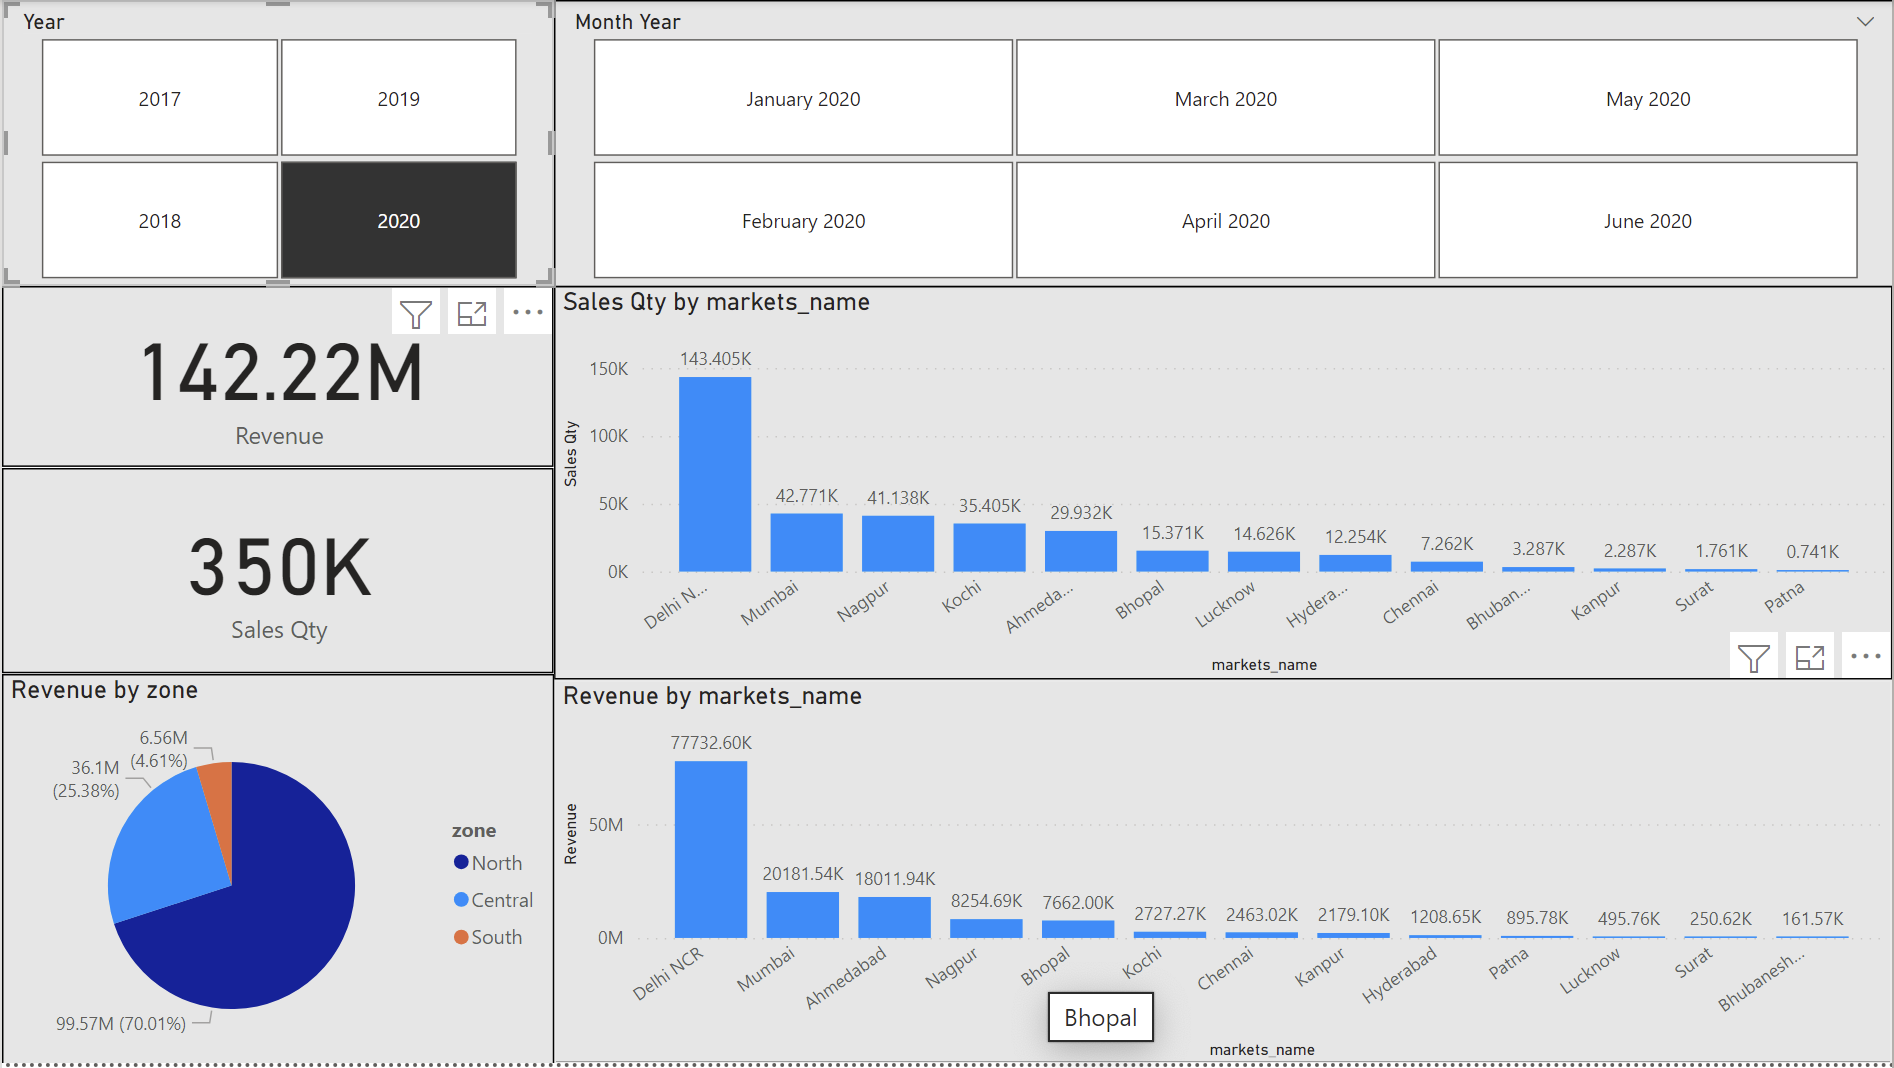 Year
2017
2019
2018
2020
Month Year
January 2020
March 2020
May 2020
February 2020
April 2020
June 2020
142.22M
Revenue
350K
Sales Qty
Revenue by zone
6.56M
(4.61%)
36.1M
(25.38%)
99.57M (70.01%)
zone
North
Central
South
Sales Qty by markets_name
Sales Qty
150K
100K
50K
0K
143.405K
42.771K
41.138K
35.405K
29.932K
15.371K
14.626K
12.254K
7.262K
3.287K
2.287K
1.761K
0.741K
Delhi N...
Mumbai
Nagpur
Kochi
Ahmeda...
Bhopal
Lucknow
Hydera...
Chennai
Bhuban...
Kanpur
Surat
Patna
markets_name
Revenue by markets_name
Revenue
50M
0M
77732.60K
20181.54K
18011.94K
8254.69K
7662.00K
2727.27K
2463.02K
2179.10K
1208.65K
895.78K
495.76K
250.62K
161.57K
Delhi NCR
Mumbai
Ahmedabad
Nagpur
Bhopal
Kochi
Chennai
Kanpur
Hyderabad
Patna
Lucknow
Surat
Bhubanesh...
Bhopal
markets_name